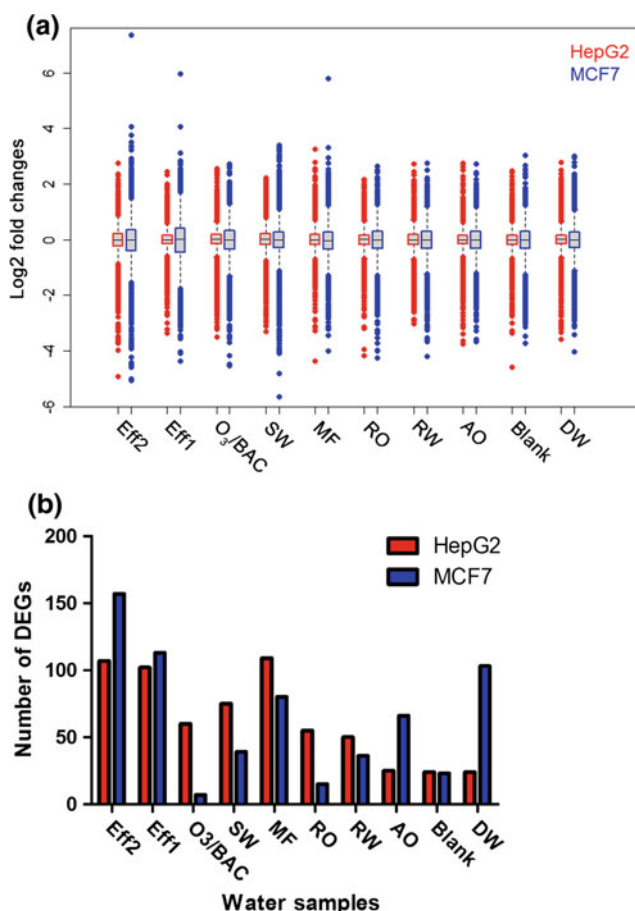 (a)
HepG2
MCF7
Log2 fold changes
6
4
2
0
-2
-4
-6
Eff2 Eff1 O₃/BAC SW MF RO RW AO Blank DW
(b)
HepG2
MCF7
Number of DEGs
200
150
100
50
0
Eff2 Eff1 O3/BAC SW MF RO RW AO Blank DW
Water samples